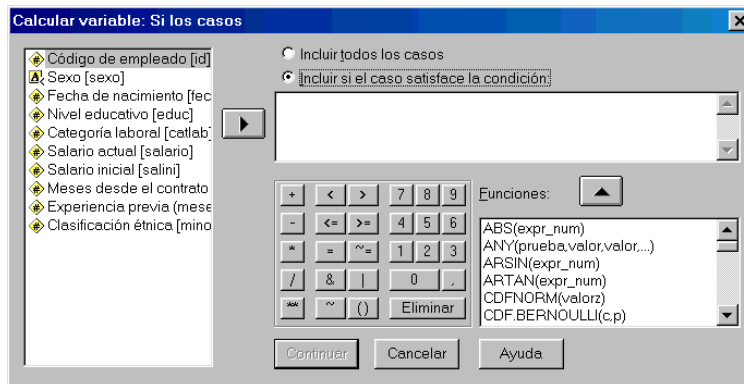 Calcular variable: Si los casos
Código de empleado [id]
Sexo [sexo]
Fecha de nacimiento [fec
Nivel educativo [educ]
Categoría laboral [catlab]
Salario actual [salario]
Salario inicial [salini]
Meses desde el contrato
Experiencia previa (mese
Clasificación étnica [mino
Incluir todos los casos
Incluir si el caso satisface la condición:
+ < > 7 8 9
- <= >= 4 5 6
* = ~= 1 2 3
/ & | 0 .
** ~ () Eliminar
Funciones:
ABS(expr_num)
ANY(prueba,valor,valor,...)
ARSIN(expr_num)
ARTAN(expr_num)
CDFNORM(valorz)
CDF.BERNOULLI(c,p)
Continuar Cancelar Ayuda